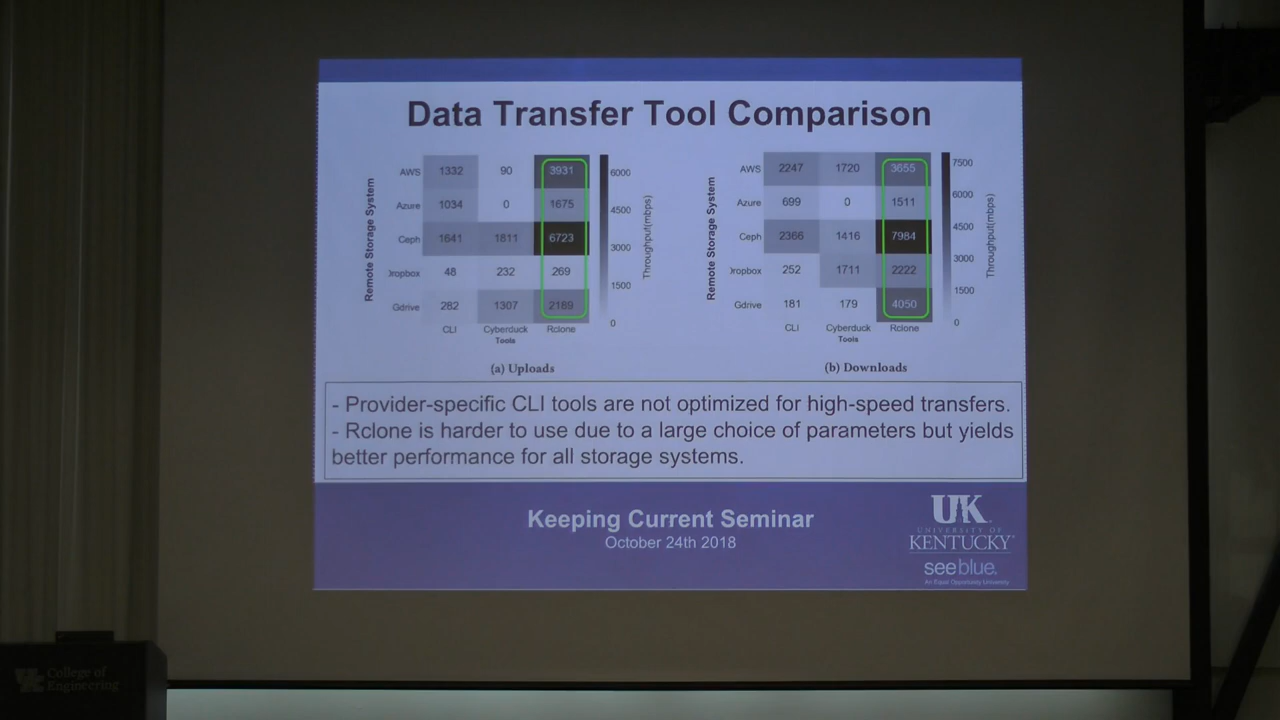 Data Transfer Tool Comparison
Remote Storage System
AWS 1332 90 3931
Azure 1034 0 1675
Ceph 1641 1811 6723
Dropbox 48 232 269
Gdrive 282 1307 2189
CLI Cyberduck Rclone
Tools
6000
4500
3000
1500
0
Throughput(mbps)
(a) Uploads
Remote Storage System
AWS 2247 1720 3655
Azure 699 0 1511
Ceph 2366 1416 7984
Dropbox 252 1711 2222
Gdrive 181 179 4050
CLI Cyberduck Rclone
Tools
7500
6000
4500
3000
1500
0
Throughput(mbps)
(b) Downloads
- Provider-specific CLI tools are not optimized for high-speed transfers.
- Rclone is harder to use due to a large choice of parameters but yields
better performance for all storage systems.
Keeping Current Seminar
October 24th 2018
UK
UNIVERSITY OF
KENTUCKY
see blue.
An Equal Opportunity University
UK College of
Engineering